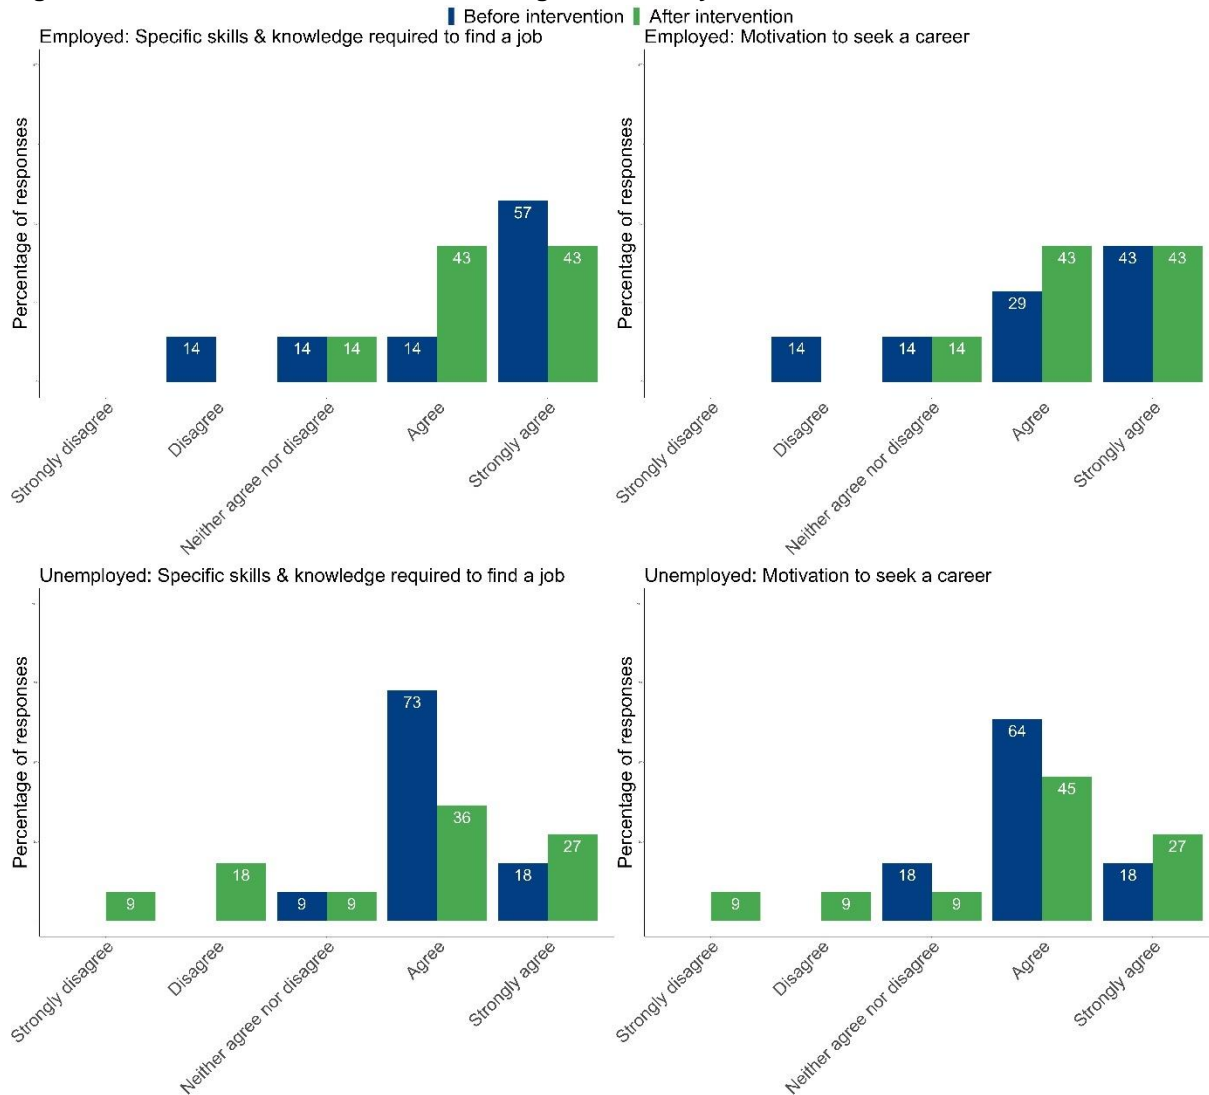 Before intervention After intervention
Employed: Specific skills & knowledge required to find a job
Percentage of responses
14
14
14
14
43
57
43
Strongly disagree
Disagree
Neither agree nor disagree
Agree
Strongly agree
Employed: Motivation to seek a career
Percentage of responses
14
14
14
29
43
43
43
Strongly disagree
Disagree
Neither agree nor disagree
Agree
Strongly agree
Unemployed: Specific skills & knowledge required to find a job
Percentage of responses
9
18
9
9
73
36
18
27
Strongly disagree
Disagree
Neither agree nor disagree
Agree
Strongly agree
Unemployed: Motivation to seek a career
Percentage of responses
9
9
18
9
64
45
18
27
Strongly disagree
Disagree
Neither agree nor disagree
Agree
Strongly agree